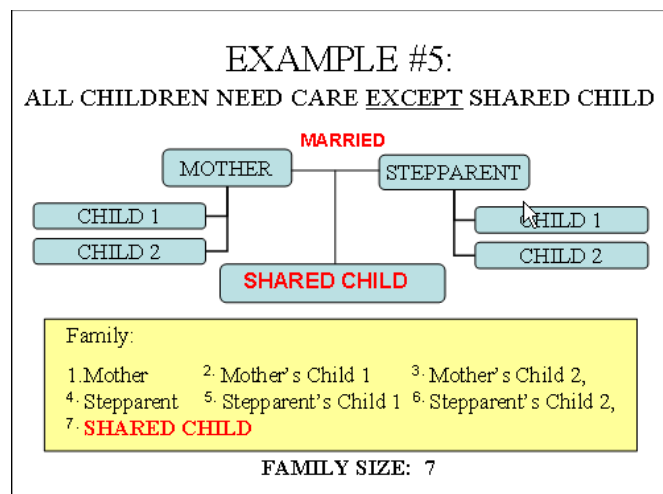 EXAMPLE #5:
ALL CHILDREN NEED CARE EXCEPT SHARED CHILD
MARRIED
MOTHER
STEPPARENT
CHILD 1
CHILD 1
CHILD 2
CHILD 2
SHARED CHILD
Family:
1.Mother 2. Mother's Child 1 3. Mother's Child 2,
4. Stepparent 5. Stepparent's Child 1 6. Stepparent's Child 2,
7. SHARED CHILD
FAMILY SIZE: 7